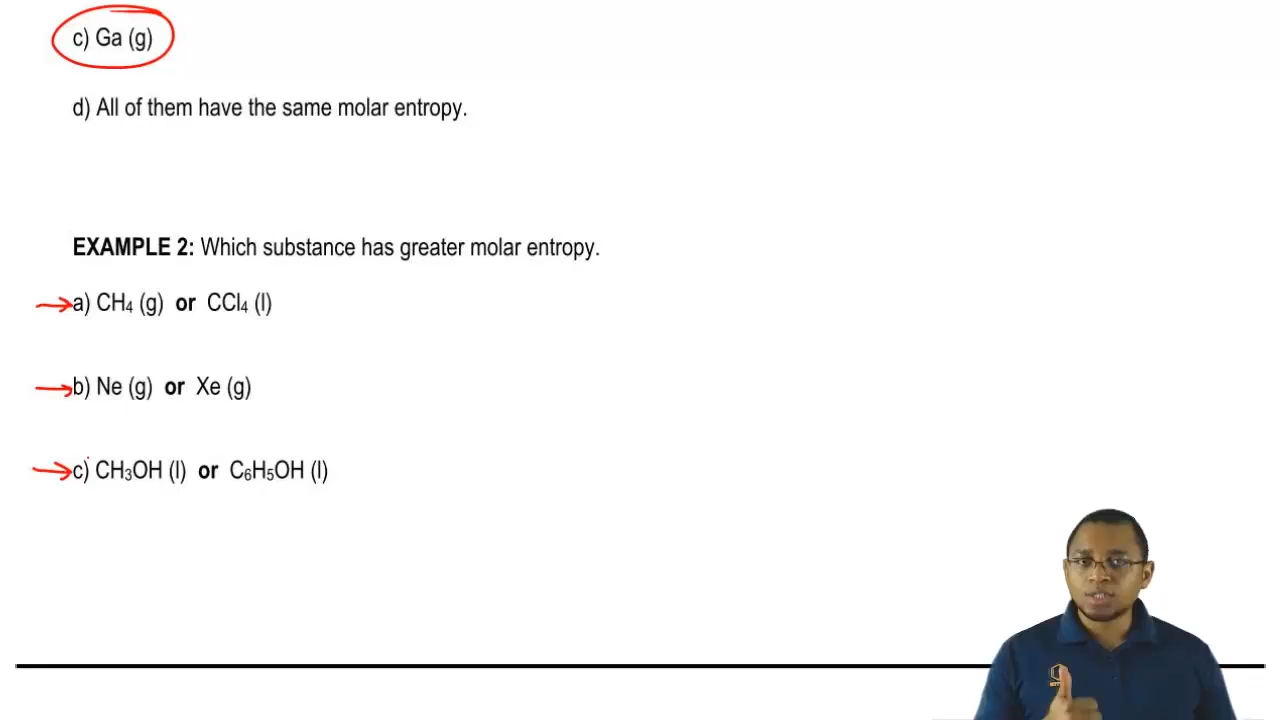 c) Ga (g)
d) All of them have the same molar entropy.
EXAMPLE 2: Which substance has greater molar entropy.
a) CH₄ (g) or CCl₄ (l)
b) Ne (g) or Xe (g)
c) CH₃OH (l) or C₆H₅OH (l)